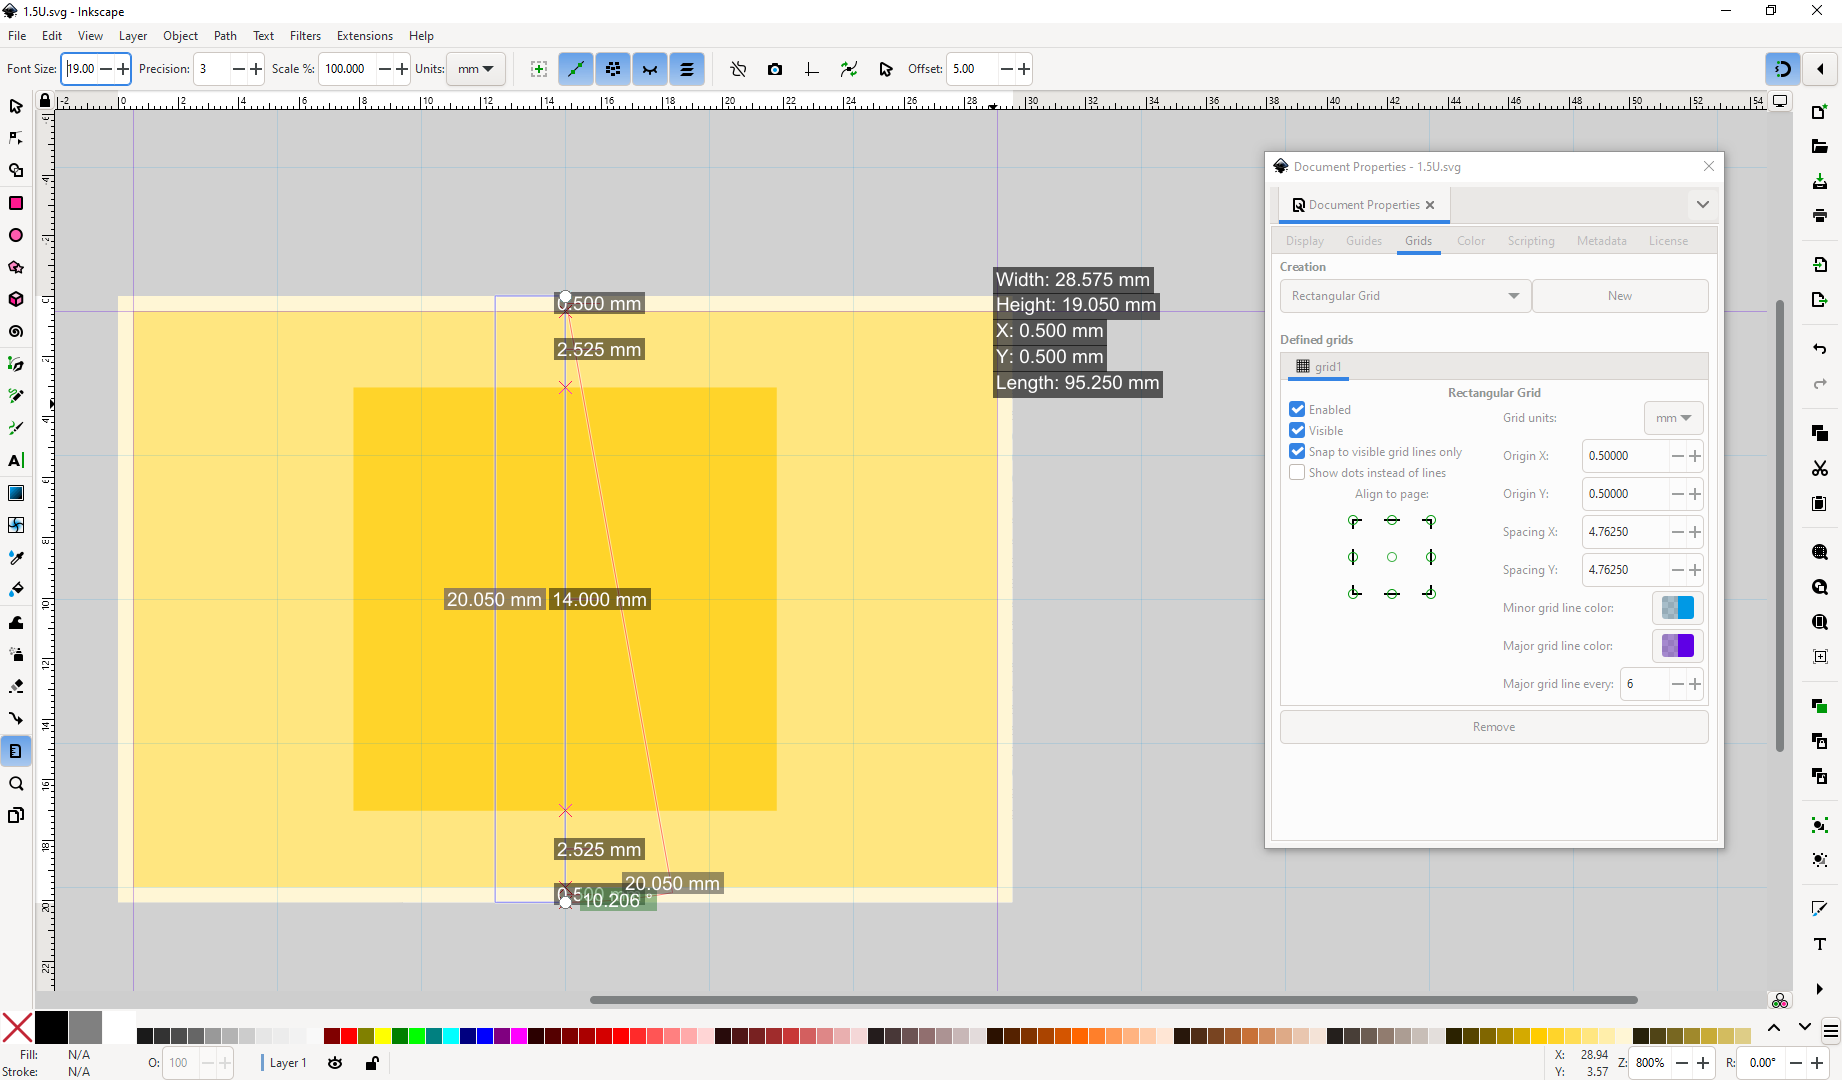 1.5U.svg - Inkscape
File Edit View Layer Object Path Text Filters Extensions Help
Font Size: 19.00 Precision: 3 Scale %: 100.000 Units: mm Offset: 5.00
-2 0 2 4 6 8 10 12 14 16 18 20 22 24 26 28 30 32 34 36 38 40 42 44 46 48 50 52 54
Document Properties - 1.5U.svg
Document Properties
Display Guides Grids Color Scripting Metadata License
Creation
Rectangular Grid New
Defined grids
grid1
Rectangular Grid
Enabled
Grid units: mm
Visible
Snap to visible grid lines only
Origin X: 0.50000
Show dots instead of lines
Align to page:
Origin Y: 0.50000
Spacing X: 4.76250
Spacing Y: 4.76250
Minor grid line color:
Major grid line color:
Major grid line every: 6
Remove
Width: 28.575 mm
Height: 19.050 mm
X: 0.500 mm
Y: 0.500 mm
Length: 95.250 mm
0.500 mm
2.525 mm
20.050 mm 14.000 mm
2.525 mm
20.050 mm
10.206 °
Fill: N/A
Stroke: N/A
O: 100
Layer 1
X: 28.94
Y: 3.57
Z: 800%
R: 0.00°